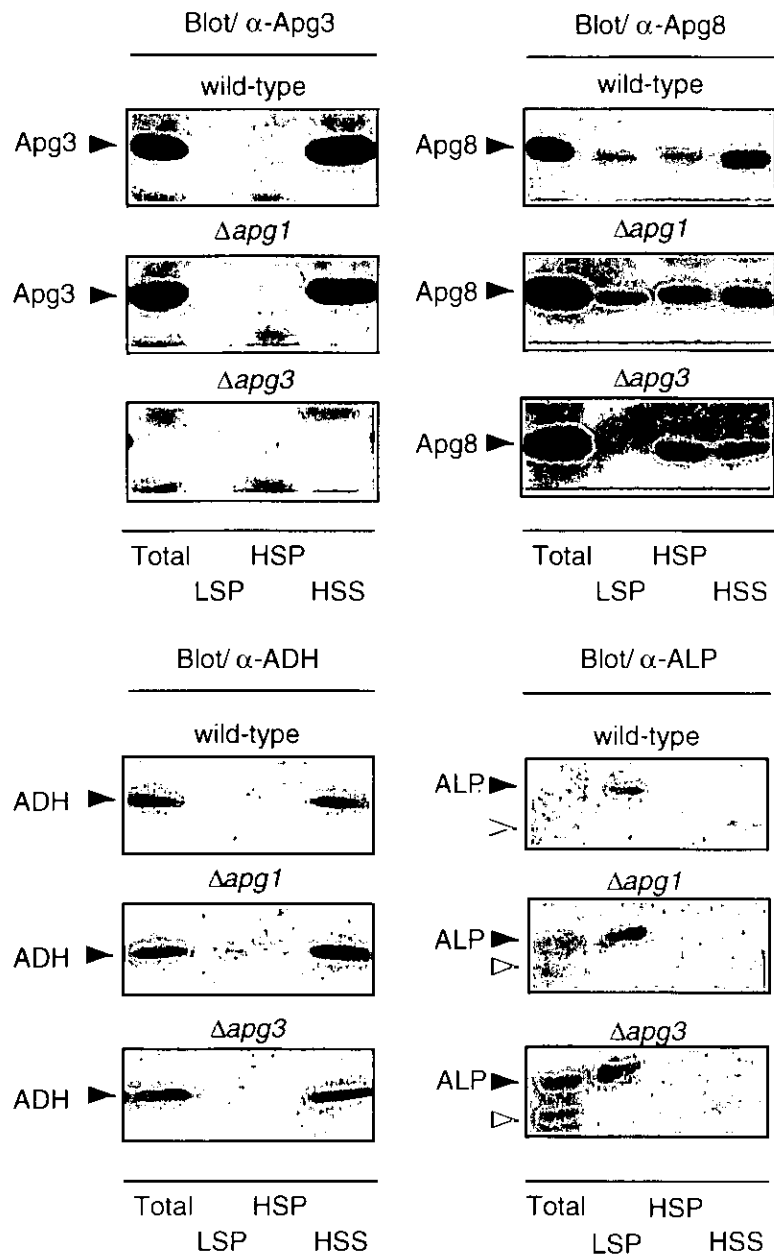 Blot/ α-Apg3
wild-type
Apg3
Δapg1
Apg3
Δapg3
Total HSP
LSP HSS
Blot/ α-Apg8
wild-type
Apg8
Δapg1
Apg8
Δapg3
Apg8
Total HSP
LSP HSS
Blot/ α-ADH
wild-type
ADH
Δapg1
ADH
Δapg3
ADH
Total HSP
LSP HSS
Blot/ α-ALP
wild-type
ALP
Δapg1
ALP
Δapg3
ALP
Total HSP
LSP HSS